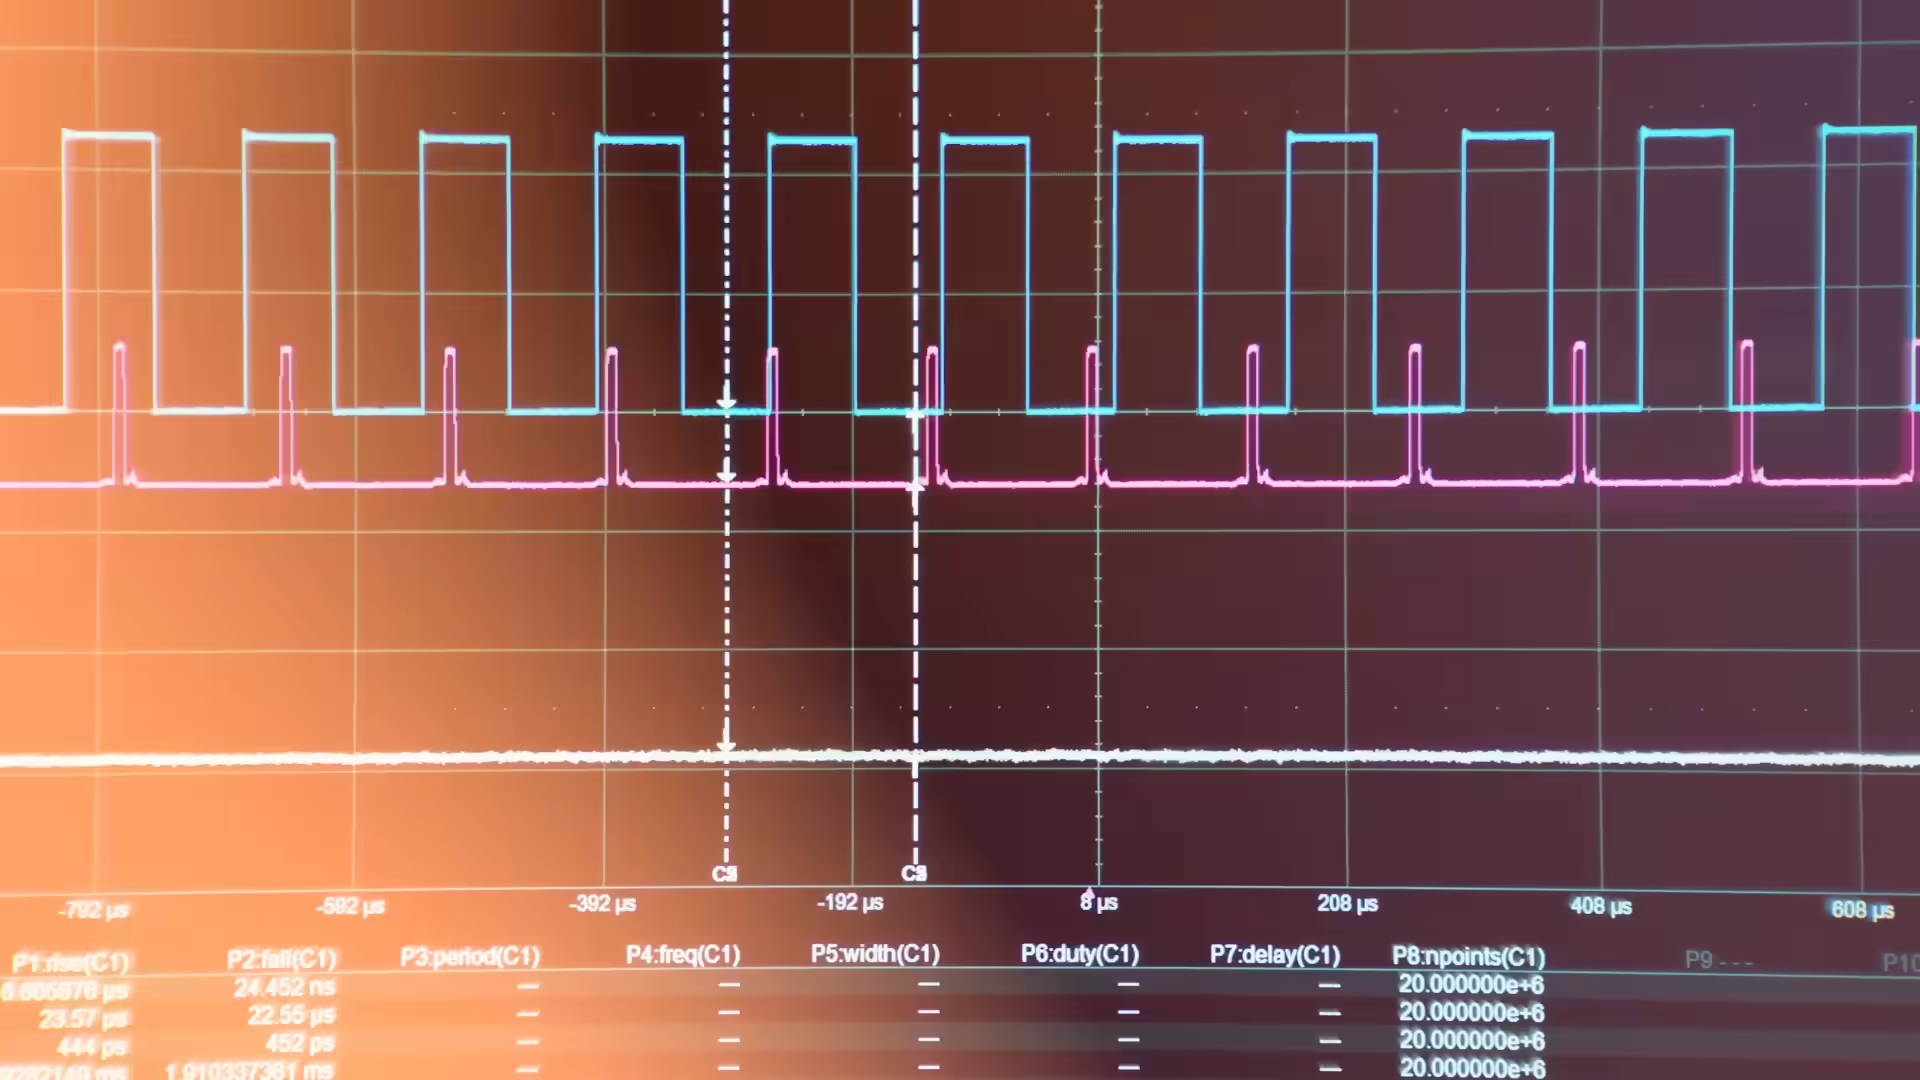 C3 C3
-792 µs -592 µs -392 µs -192 µs 8 µs 208 µs 408 µs 608 µs
P1:rise(C1) P2:fall(C1) P3:period(C1) P4:freq(C1) P5:width(C1) P6:duty(C1) P7:delay(C1) P8:npoints(C1) P9:--- P10
24.452 ns --- --- --- --- --- 20.000000e+6
23.57 µs 22.55 µs --- --- --- --- --- 20.000000e+6
444 ps 452 ps --- --- --- --- --- 20.000000e+6
1.910337361 ms --- --- --- --- --- 20.000000e+6